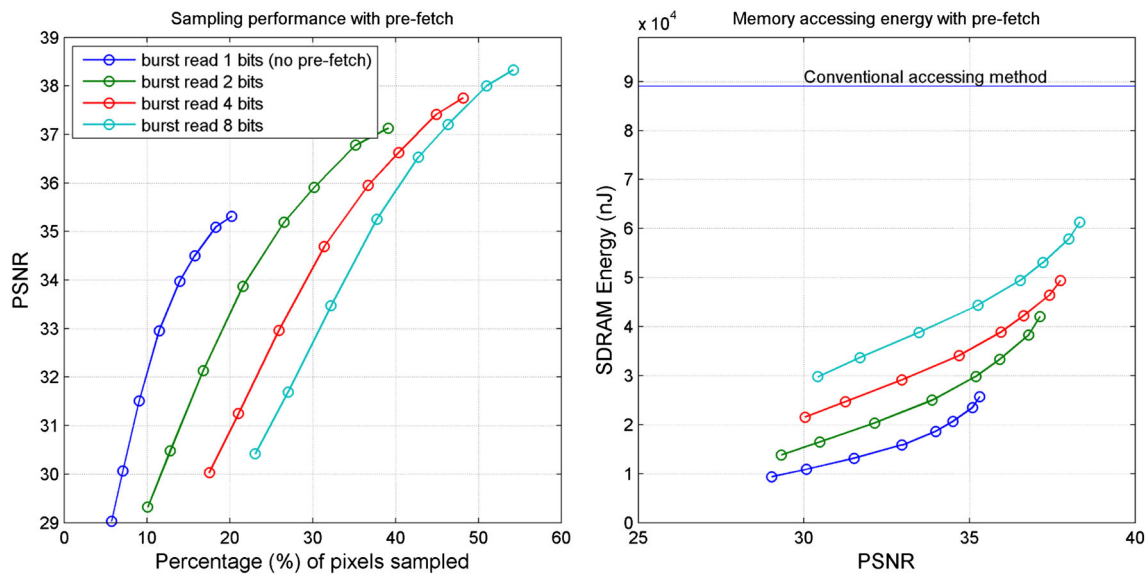 Sampling performance with pre-fetch
39
38
37
36
35
34
33
32
31
30
29
PSNR
burst read 1 bits (no pre-fetch)
burst read 2 bits
burst read 4 bits
burst read 8 bits
0 10 20 30 40 50 60
Percentage (%) of pixels sampled
Memory accessing energy with pre-fetch
x 10⁴
9
8
7
6
5
4
3
2
1
0
SDRAM Energy (nJ)
Conventional accessing method
25 30 35 40
PSNR